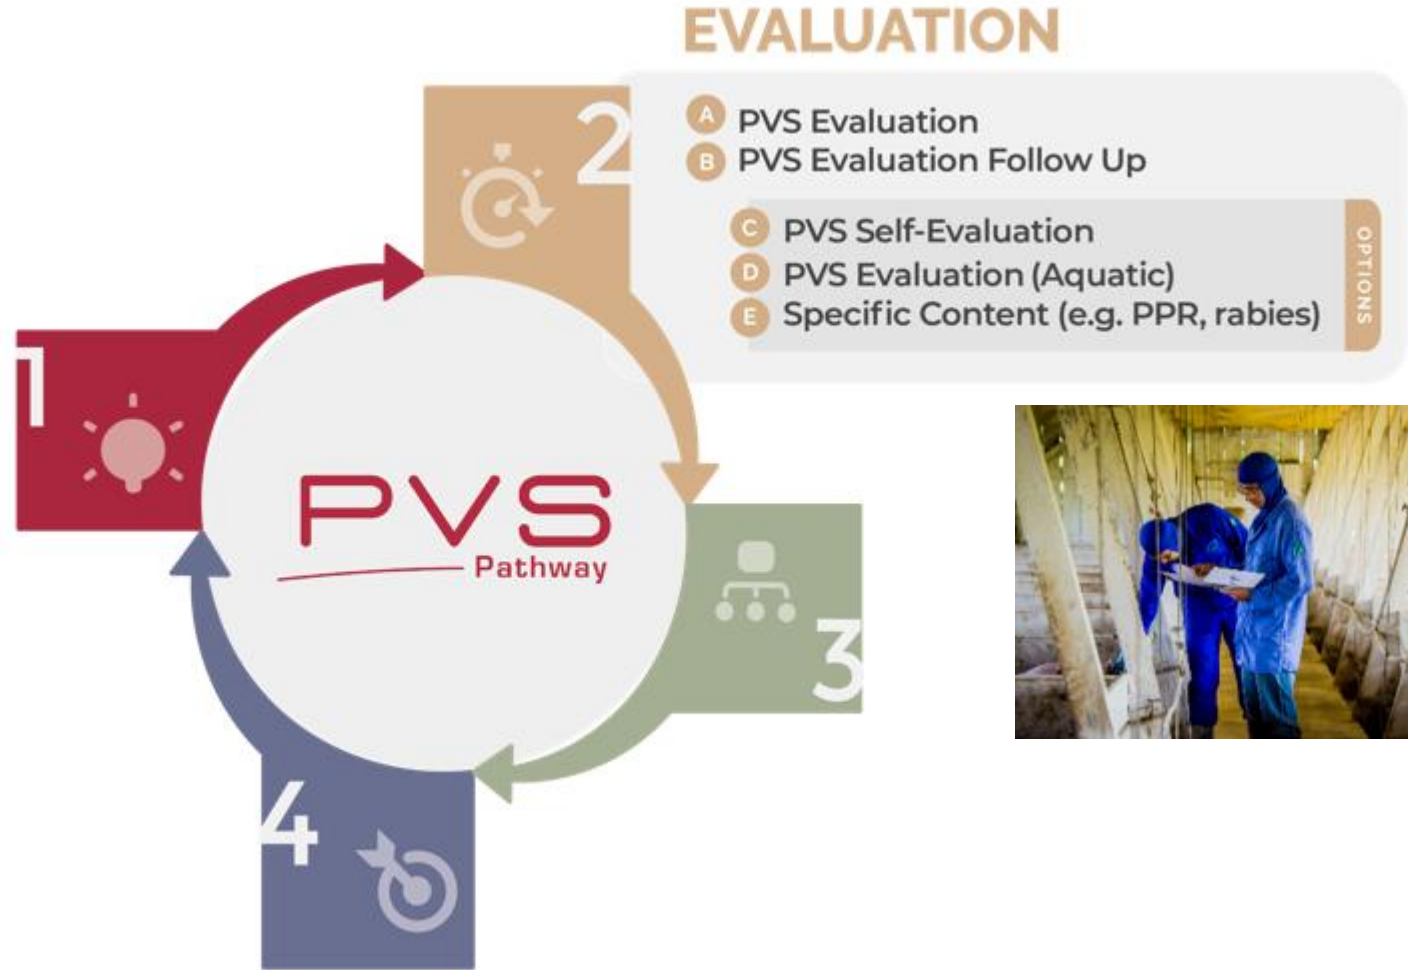 EVALUATION
2
A PVS Evaluation
B PVS Evaluation Follow Up
C PVS Self-Evaluation
D PVS Evaluation (Aquatic)
E Specific Content (e.g. PPR, rabies)
OPTIONS
1
PVS
Pathway
3
4